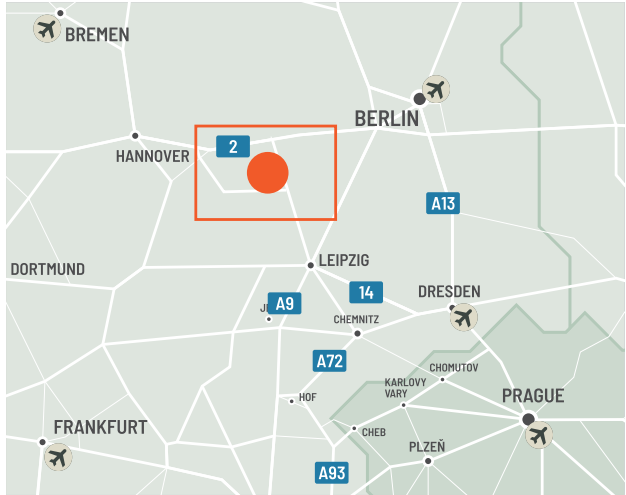 BREMEN
BERLIN
2
HANNOVER
A13
LEIPZIG
DORTMUND
DRESDEN
14
A9
CHEMNITZ
A72
CHOMUTOV
KARLOVY
VARY
PRAGUE
HOF
FRANKFURT
CHEB
PLZEŇ
A93